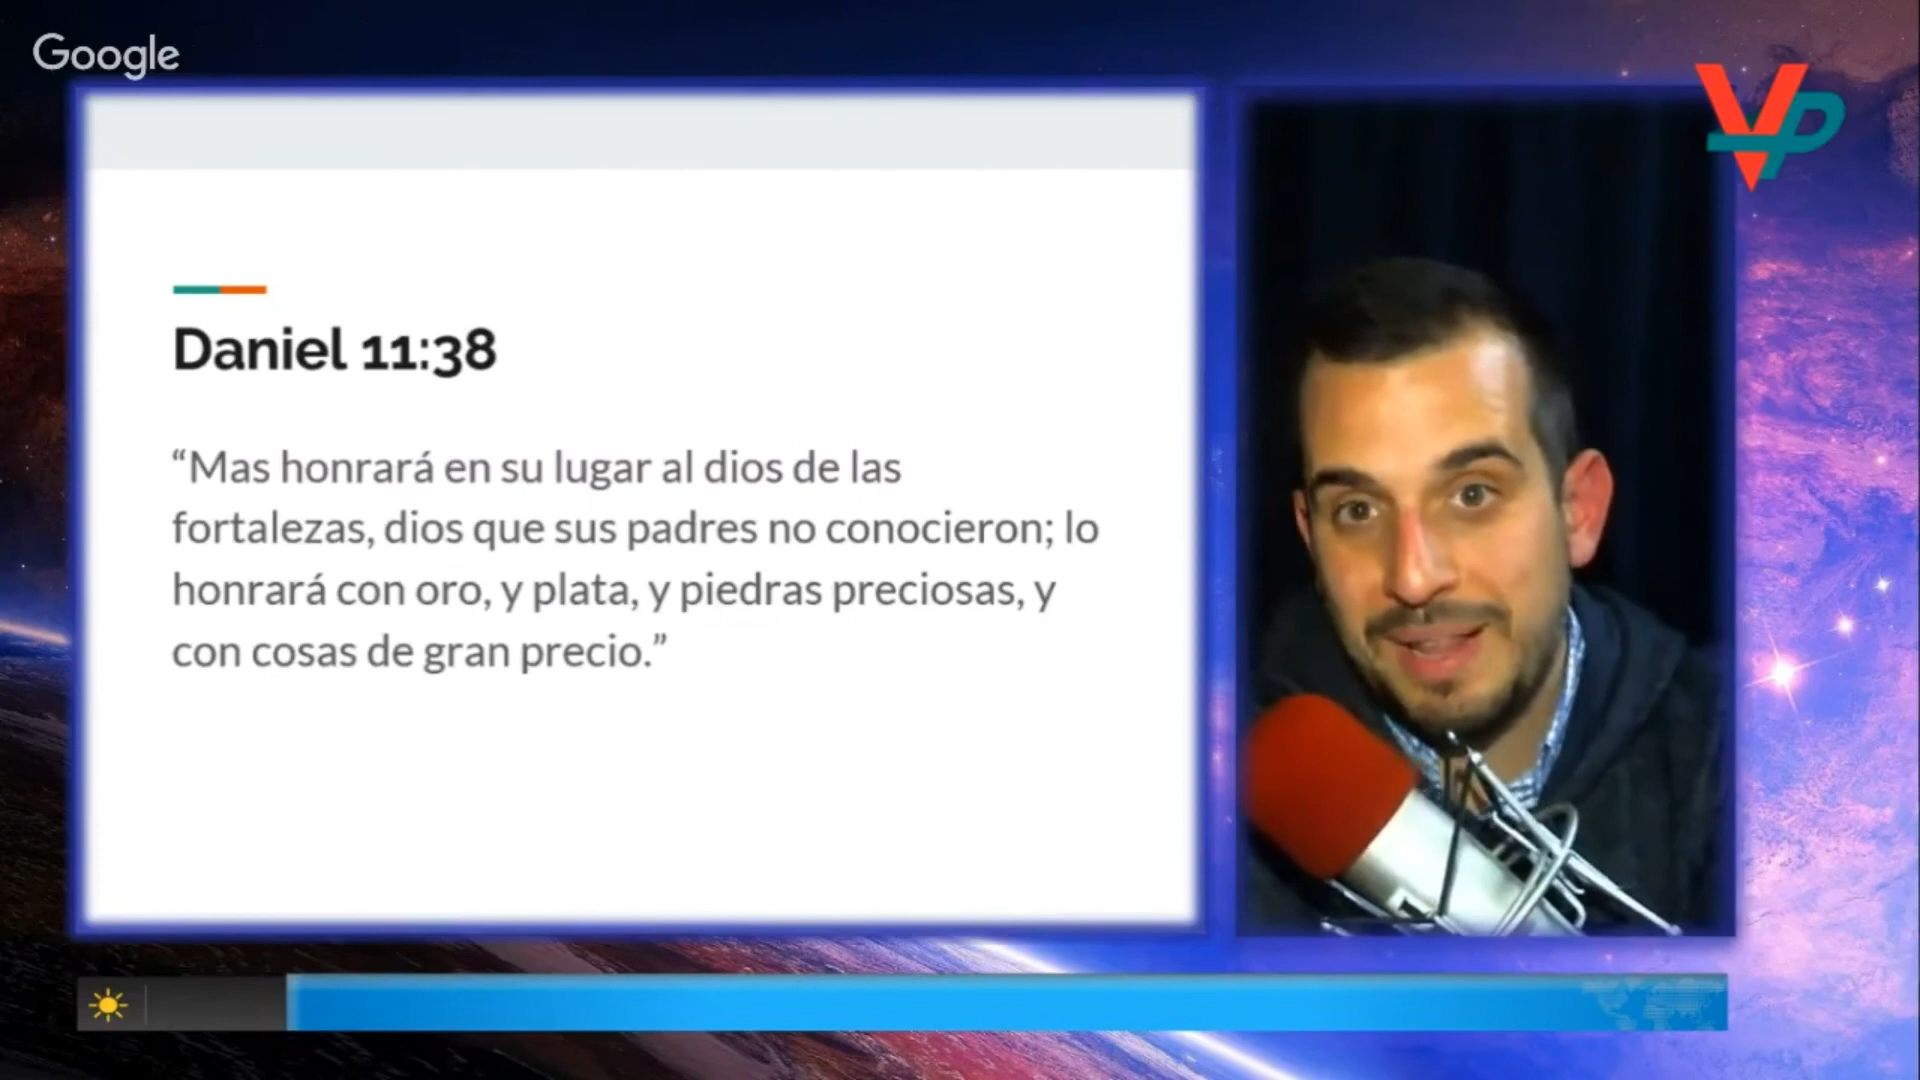 Google
VP
Daniel 11:38
“Mas honrará en su lugar al dios de las
fortalezas, dios que sus padres no conocieron; lo
honrará con oro, y plata, y piedras preciosas, y
con cosas de gran precio.”